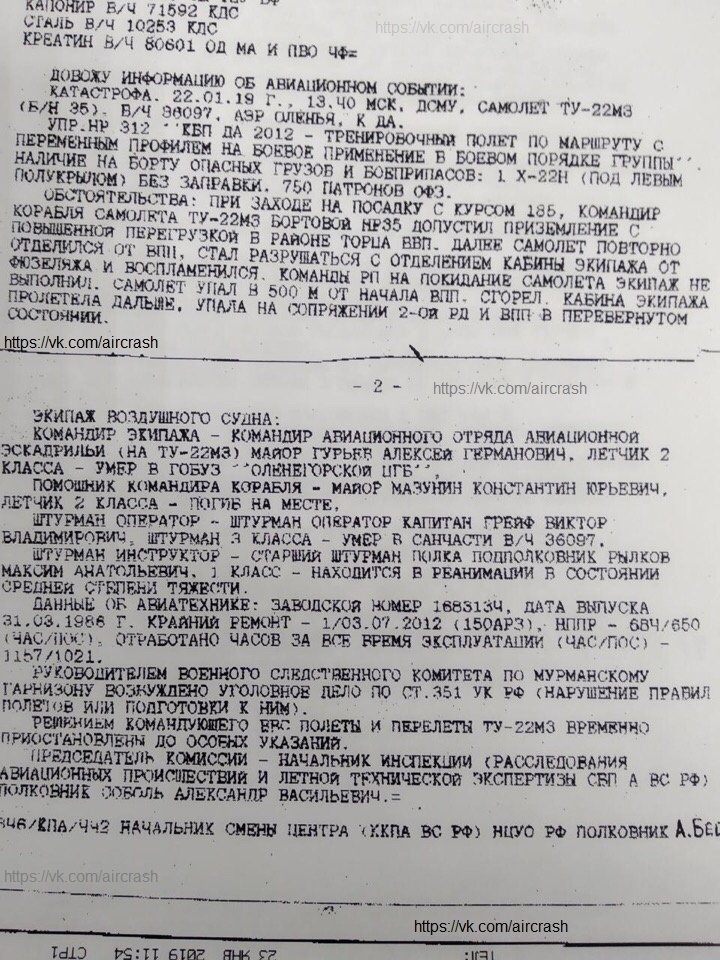 КАПОНИР В/Ч 71592 КДС
СТАЛЬ В/Ч 10253 КДС
https://vk.com/aircrash
КРЕАТИН В/Ч 80601 ОД МА И ПВО ЧФ=
ДОВОЖУ ИНФОРМАЦИЮ ОБ АВИАЦИОННОМ СОБЫТИИ:
КАТАСТРОФА. 22.01.19 Г., 13.40 МСК, ДСМУ, САМОЛЕТ ТУ-22М3
(Б/Н 35), В/Ч 36097, АЭР ОЛЕНЬЯ, К ДА.
УПР.НР 312 ''КБП ДА 2012 - ТРЕНИРОВОЧНЫЙ ПОЛЕТ ПО МАРШРУТУ С
ПЕРЕМЕННЫМ ПРОФИЛЕМ НА БОЕВОЕ ПРИМЕНЕНИЕ В БОЕВОМ ПОРЯДКЕ ГРУППЫ''.
НАЛИЧИЕ НА БОРТУ ОПАСНЫХ ГРУЗОВ И БОЕПРИПАСОВ: 1 Х-22Н (ПОД ЛЕВЫМ
ПОЛУКРЫЛОМ) БЕЗ ЗАПРАВКИ, 750 ПАТРОНОВ ОФЗ.
ОБСТОЯТЕЛЬСТВА: ПРИ ЗАХОДЕ НА ПОСАДКУ С КУРСОМ 185, КОМАНДИР
КОРАБЛЯ САМОЛЕТА ТУ-22М3 БОРТОВОЙ НР35 ДОПУСТИЛ ПРИЗЕМЛЕНИЕ С
ПОВЫШЕННОЙ ПЕРЕГРУЗКОЙ В РАЙОНЕ ТОРЦА ВПП. ДАЛЕЕ САМОЛЕТ ПОВТОРНО
ОТДЕЛИЛСЯ ОТ ВПП, СТАЛ РАЗРУШАТЬСЯ С ОТДЕЛЕНИЕМ КАБИНЫ ЭКИПАЖА ОТ
ФЮЗЕЛЯЖА И ВОСПЛАМЕНИЛСЯ. КОМАНДЫ РП НА ПОКИДАНИЕ САМОЛЕТА ЭКИПАЖ НЕ
ВЫПОЛНИЛ. САМОЛЕТ УПАЛ В 500 М ОТ НАЧАЛА ВПП. СГОРЕЛ. КАБИНА ЭКИПАЖА
ПРОЛЕТЕЛА ДАЛЬШЕ, УПАЛА НА СОПРЯЖЕНИИ 2-ОЙ РД И ВПП В ПЕРЕВЕРНУТОМ
СОСТОЯНИИ.
https://vk.com/aircrash
- 2 -
https://vk.com/aircrash
ЭКИПАЖ ВОЗДУШНОГО СУДНА:
КОМАНДИР ЭКИПАЖА - КОМАНДИР АВИАЦИОННОГО ОТРЯДА АВИАЦИОННОЙ
ЭСКАДРИЛЬИ (НА ТУ-22М3) МАЙОР ГУРЬЕВ АЛЕКСЕЙ ГЕРМАНОВИЧ, ЛЕТЧИК 2
КЛАССА - УМЕР В ГОБУЗ ''ОЛЕНЕГОРСКОЙ ЦГБ'',
ПОМОШНИК КОМАНДИРА КОРАБЛЯ - МАЙОР МАЗУНИН КОНСТАНТИН ЮРЬЕВИЧ,
ЛЕТЧИК 2 КЛАССА - ПОГИБ НА МЕСТЕ,
ШТУРМАН ОПЕРАТОР - ШТУРМАН ОПЕРАТОР КАПИТАН ГРЕЙФ ВИКТОР
ВЛАДИМИРОВИЧ, ШТУРМАН 3 КЛАССА - УМЕР В САНЧАСТИ В/Ч 36097,
ШТУРМАН ИНСТРУКТОР - СТАРШИЙ ШТУРМАН ПОЛКА ПОДПОЛКОВНИК РЫЛКОВ
МАКСИМ АНАТОЛЬЕВИЧ, 1 КЛАСС - НАХОДИТСЯ В РЕАНИМАЦИИ В СОСТОЯНИИ
СРЕДНЕЙ СТЕПЕНИ ТЯЖЕСТИ.
ДАННЫЕ ОБ АВИАТЕХНИКЕ: ЗАВОДСКОЙ НОМЕР 1683134, ДАТА ВЫПУСКА
31.03.1986 Г. КРАЙНИЙ РЕМОНТ - 1/03.07.2012 (150АРЗ), НППР - 6ВЧ/650
(ЧАС/ПОС), ОТРАБОТАНО ЧАСОВ ЗА ВСЕ ВРЕМЯ ЭКСПЛУАТАЦИИ (ЧАС/ПОС) -
1157/1021.
РУКОВОДИТЕЛЕМ ВОЕННОГО СЛЕДСТВЕННОГО КОМИТЕТА ПО МУРМАНСКОМУ
ГАРНИЗОНУ ВОЗБУЖДЕНО УГОЛОВНОЕ ДЕЛО ПО СТ.351 УК РФ (НАРУШЕНИЕ ПРАВИЛ
ПОЛЕТОВ ИЛИ ПОДГОТОВКИ К НИМ).
РЕШЕНИЕМ КОМАНДУЮЩЕГО ВВС ПОЛЕТЫ И ПЕРЕЛЕТЫ ТУ-22М3 ВРЕМЕННО
ПРИОСТАНОВЛЕНЫ ДО ОСОБЫХ УКАЗАНИЙ.
ПРЕДСЕДАТЕЛЬ КОМИССИИ - НАЧАЛЬНИК ИНСПЕКЦИИ (РАССЛЕДОВАНИЯ
АВИАЦИОННЫХ ПРОИСШЕСТВИЙ И ЛЕТНОЙ ТЕХНИЧЕСКОЙ ЭКСПЕРТИЗЫ СБП А ВС РФ)
ПОЛКОВНИК СОБОЛЬ АЛЕКСАНДР ВАСИЛЬЕВИЧ.=
НАЧАЛЬНИК СМЕНЫ ЦЕНТРА (ККПА ВС РФ) НЦУО РФ ПОЛКОВНИК А.БЕЙ
https://vk.com/aircrash
https://vk.com/aircrash
23 ЯНВ 2019 11:54 СТР1
ТЕЛ: